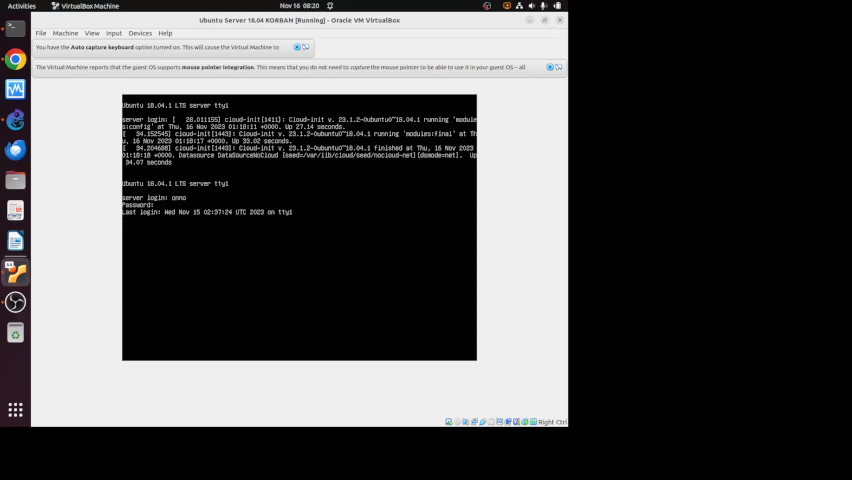 Activities
VirtualBox Machine
Nov 16 08:20
Ubuntu Server 18.04 KORBAN [Running] - Oracle VM VirtualBox
File Machine View Input Devices Help
You have the Auto capture keyboard option turned on. This will cause the Virtual Machine to
The Virtual Machine reports that the guest OS supports mouse pointer integration. This means that you do not need to capture the mouse pointer to be able to use it in your guest OS – all
Ubuntu 18.04.1 LTS server tty1
server login: [   28.011155] cloud-init[1411]: Cloud-init v. 23.1.2-0ubuntu0~18.04.1 running 'module
s:config' at Thu, 16 Nov 2023 01:18:11 +0000. Up 27.14 seconds.
[   34.152545] cloud-init[1443]: Cloud-init v. 23.1.2-0ubuntu0~18.04.1 running 'modules:final' at Th
u, 16 Nov 2023 01:18:17 +0000. Up 33.02 seconds.
[   34.204688] cloud-init[1443]: Cloud-init v. 23.1.2-0ubuntu0~18.04.1 finished at Thu, 16 Nov 2023
01:18:18 +0000. Datasource DataSourceNoCloud [seed=/var/lib/cloud/seed/nocloud-net][dsmode=net].  Up
34.07 seconds
Ubuntu 18.04.1 LTS server tty1
server login: onno
Password:
Last login: Wed Nov 15 02:37:24 UTC 2023 on tty1
Right Ctrl